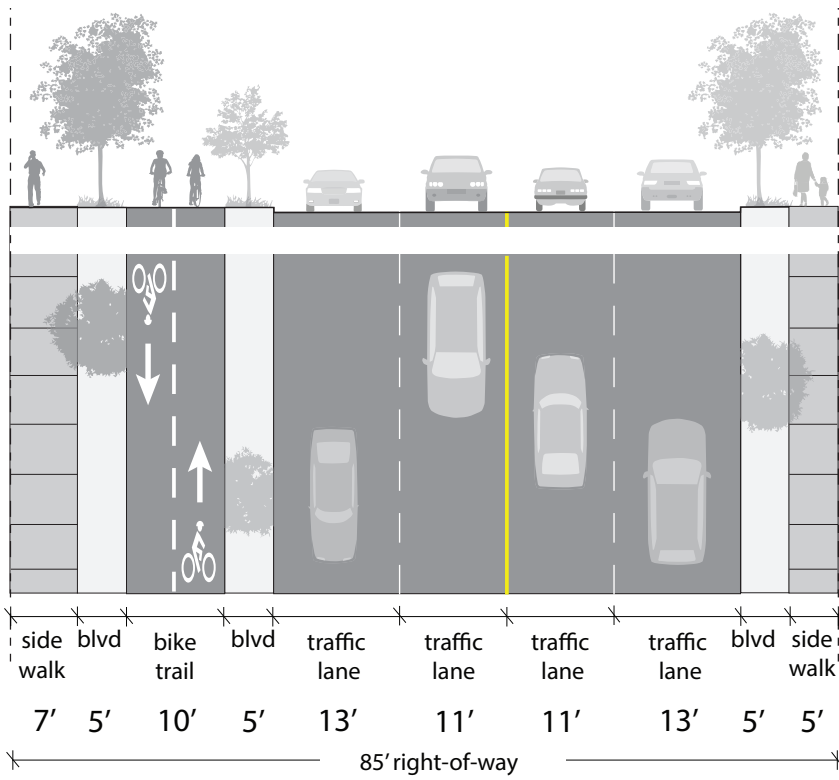 side blvd bike blvd traffic traffic traffic traffic blvd side
walk trail lane lane lane lane walk
7’ 5’ 10’ 5’ 13’ 11’ 11’ 13’ 5’ 5’
85’ right-of-way